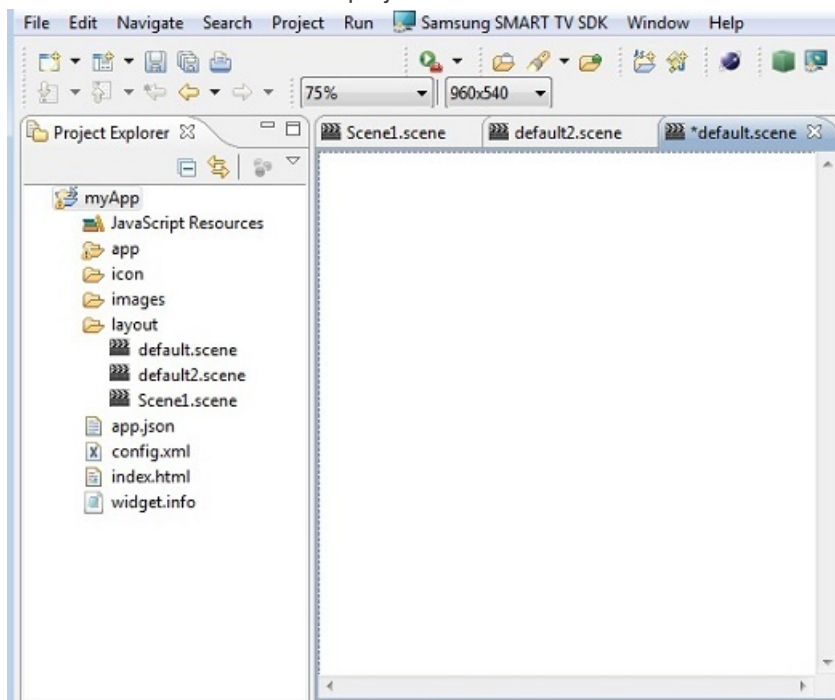 File Edit Navigate Search Project Run Samsung SMART TV SDK Window Help
75% 960x540
Project Explorer
Scene1.scene default2.scene *default.scene
myApp
JavaScript Resources
app
icon
images
layout
default.scene
default2.scene
Scene1.scene
app.json
config.xml
index.html
widget.info